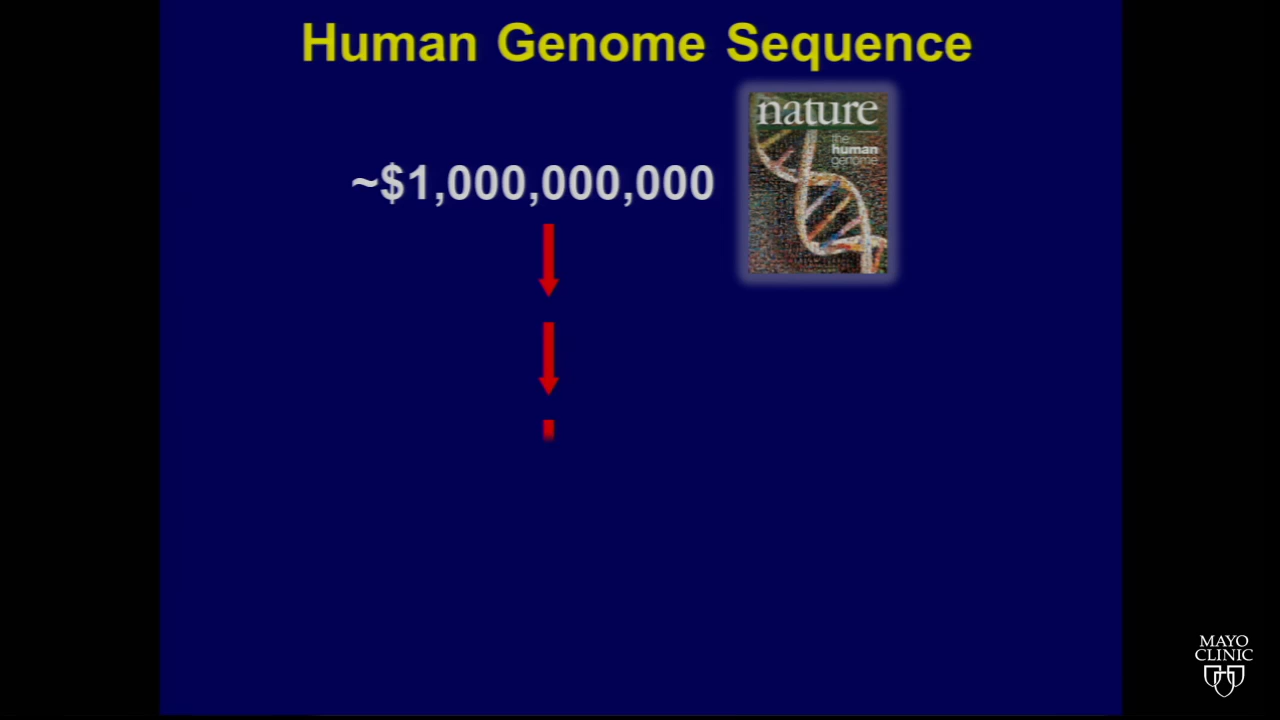 Human Genome Sequence
~$1,000,000,000
nature
the
human
genome
MAYO
CLINIC